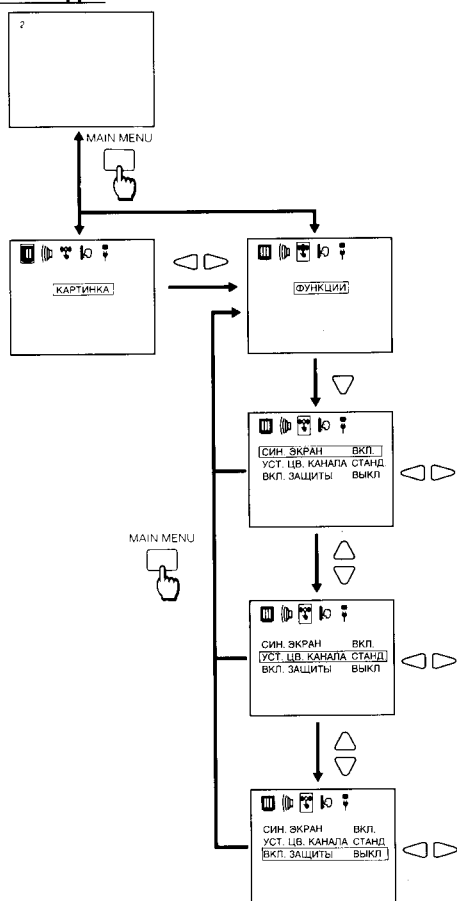 2
MAIN MENU
КАРТИНКА
ФУНКЦИИ
СИН. ЭКРАН ВКЛ.
УСТ. ЦВ. КАНАЛА СТАНД.
ВКЛ. ЗАЩИТЫ ВЫКЛ
MAIN MENU
СИН. ЭКРАН ВКЛ.
УСТ. ЦВ. КАНАЛА СТАНД.
ВКЛ. ЗАЩИТЫ ВЫКЛ
СИН. ЭКРАН ВКЛ.
УСТ. ЦВ. КАНАЛА СТАНД
ВКЛ. ЗАЩИТЫ ВЫКЛ